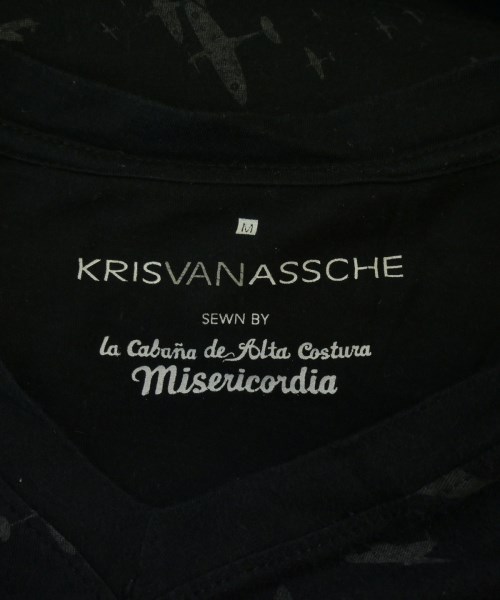 M
KRISVANASSCHE
SEWN BY
la Cabaña de Alta Costura
Misericordia